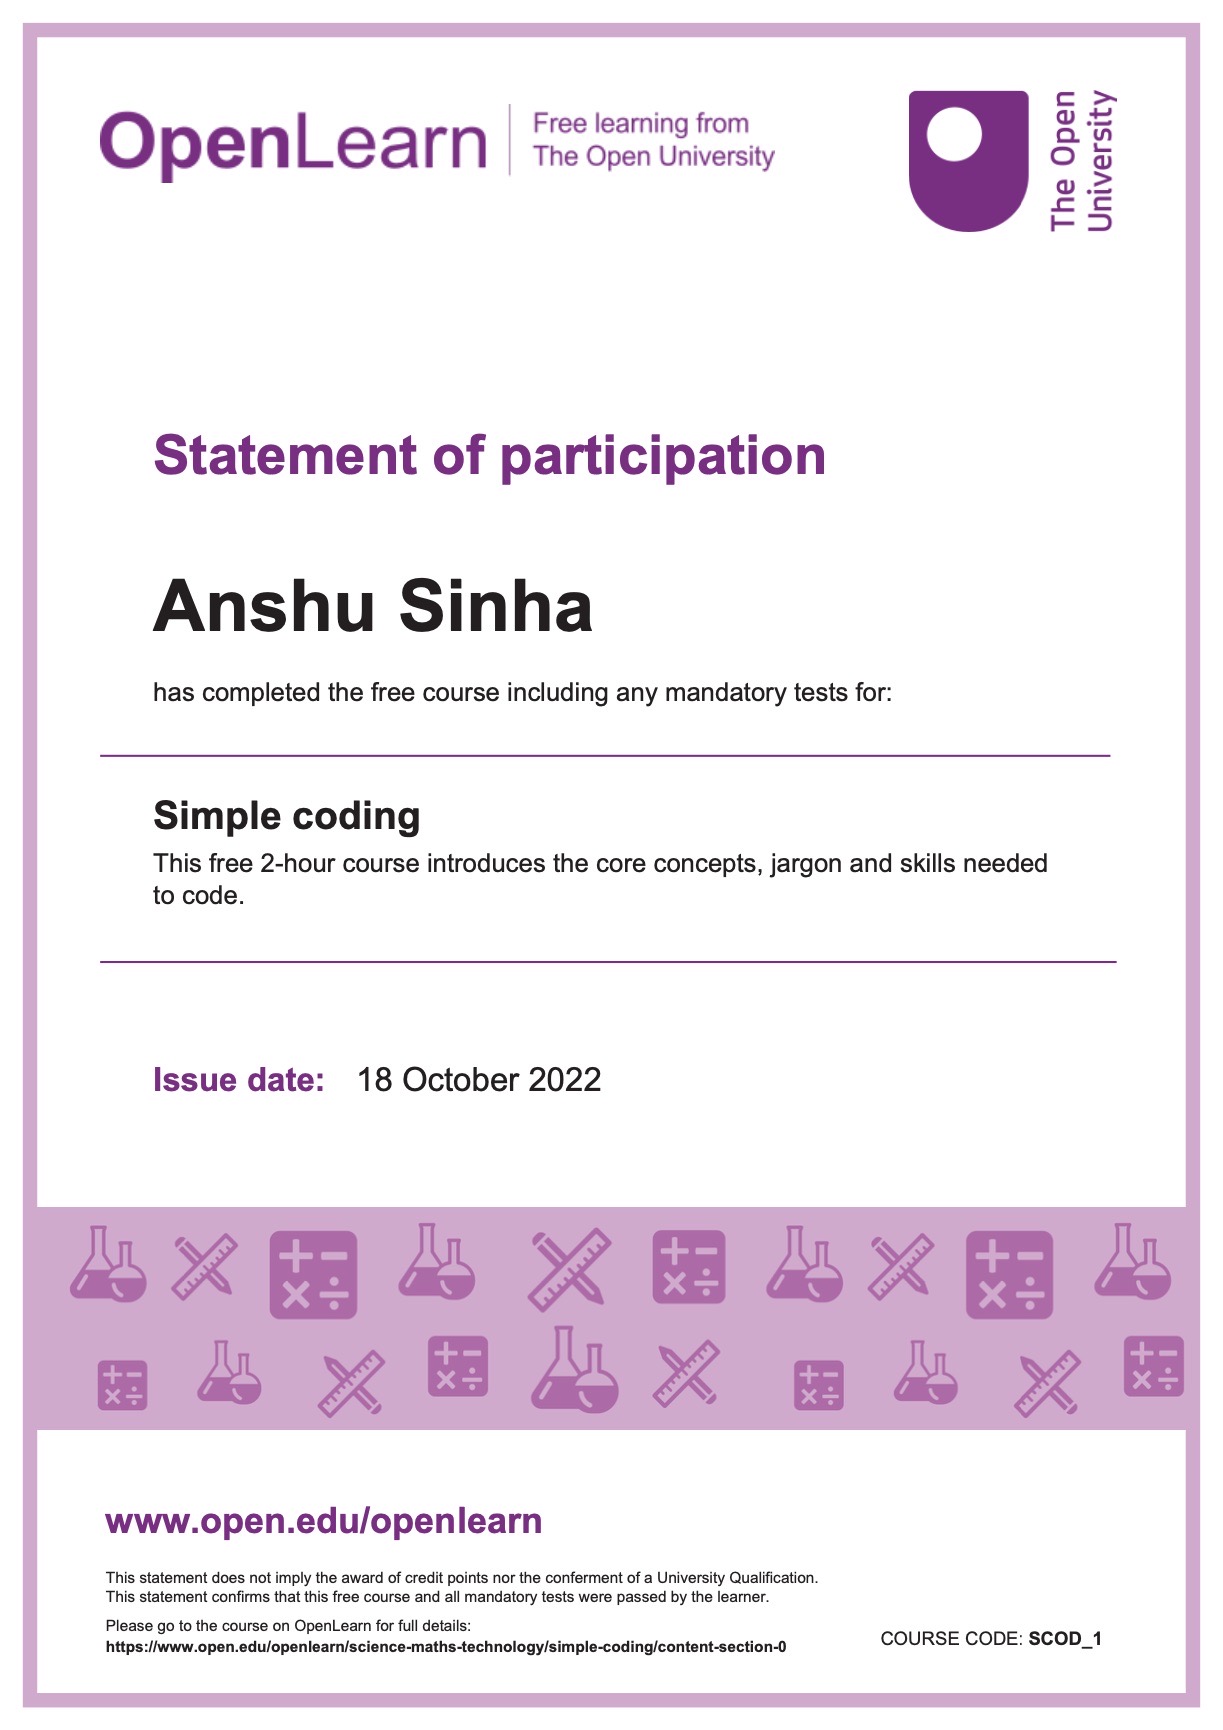 OpenLearn
Free learning from
The Open University
The Open
University
Statement of participation
Anshu Sinha
has completed the free course including any mandatory tests for:
Simple coding
This free 2-hour course introduces the core concepts, jargon and skills needed
to code.
Issue date: 18 October 2022
www.open.edu/openlearn
This statement does not imply the award of credit points nor the conferment of a University Qualification.
This statement confirms that this free course and all mandatory tests were passed by the learner.
Please go to the course on OpenLearn for full details:
https://www.open.edu/openlearn/science-maths-technology/simple-coding/content-section-0
COURSE CODE: SCOD_1